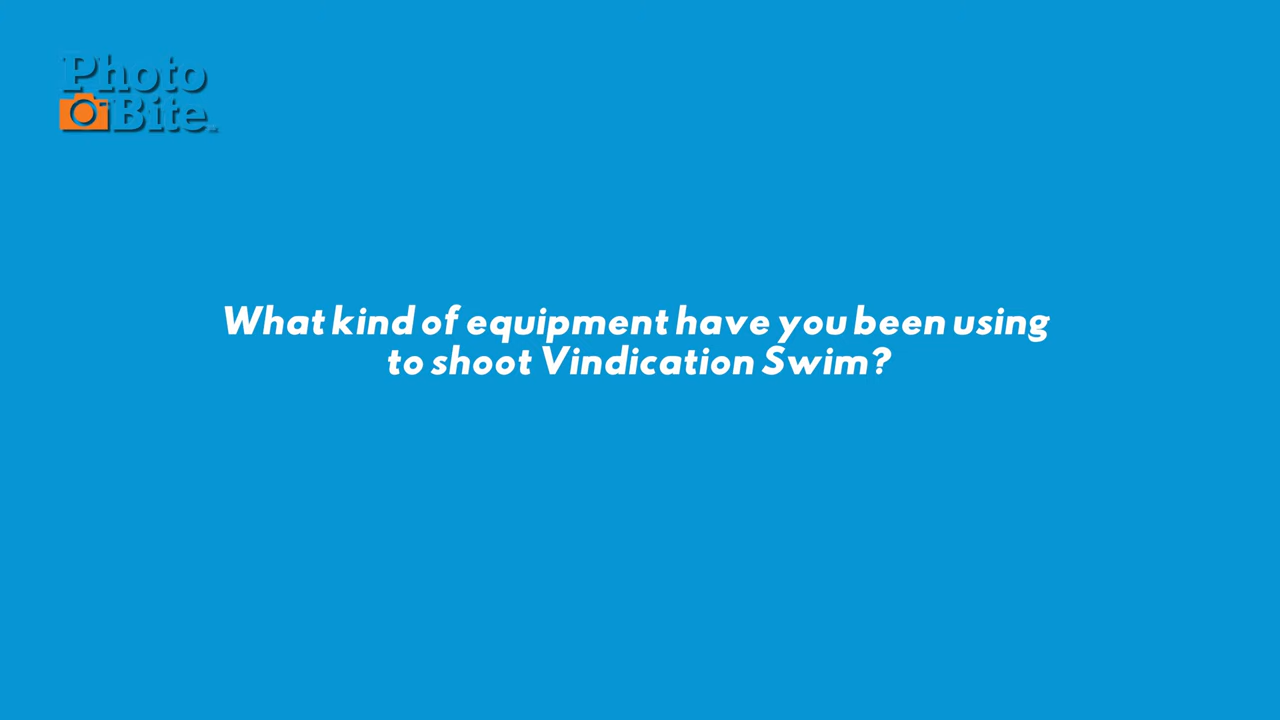 Photo
Bite.
What kind of equipment have you been using
to shoot Vindication Swim?